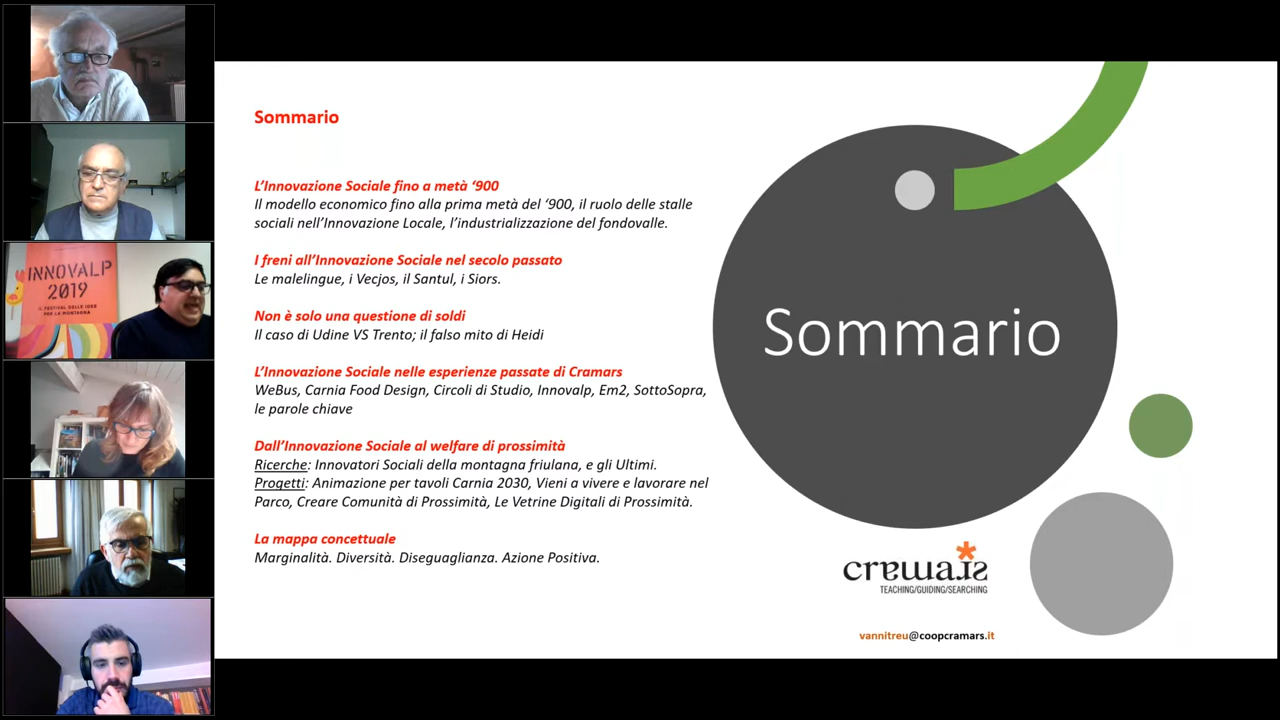 INNOVALP
2019
IL FESTIVAL DELLE IDEE
PER LA MONTAGNA
Sommario
L’Innovazione Sociale fino a metà ‘900
Il modello economico fino alla prima metà del ‘900, il ruolo delle stalle
sociali nell’Innovazione Locale, l’industrializzazione del fondovalle.
I freni all’Innovazione Sociale nel secolo passato
Le malelingue, i Vecjos, il Santul, i Siors.
Non è solo una questione di soldi
Il caso di Udine VS Trento; il falso mito di Heidi
L’Innovazione Sociale nelle esperienze passate di Cramars
WeBus, Carnia Food Design, Circoli di Studio, Innovalp, Em2, SottoSopra,
le parole chiave
Dall’Innovazione Sociale al welfare di prossimità
Ricerche: Innovatori Sociali della montagna friulana, e gli Ultimi.
Progetti: Animazione per tavoli Carnia 2030, Vieni a vivere e lavorare nel
Parco, Creare Comunità di Prossimità, Le Vetrine Digitali di Prossimità.
La mappa concettuale
Marginalità. Diversità. Diseguaglianza. Azione Positiva.
Sommario
cramars
TEACHING/GUIDING/SEARCHING
vannitreu@coopcramars.it